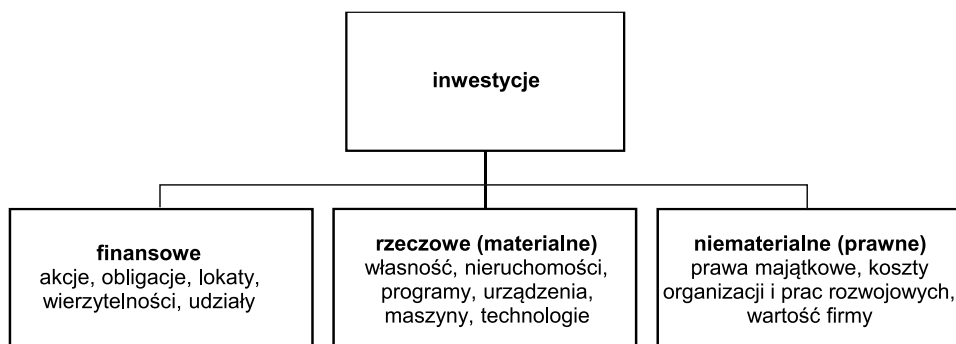 inwestycje
finansowe
akcje, obligacje, lokaty,
wierzytelności, udziały
rzeczowe (materialne)
własność, nieruchomości,
programy, urządzenia,
maszyny, technologie
niematerialne (prawne)
prawa majątkowe, koszty
organizacji i prac rozwojowych,
wartość firmy